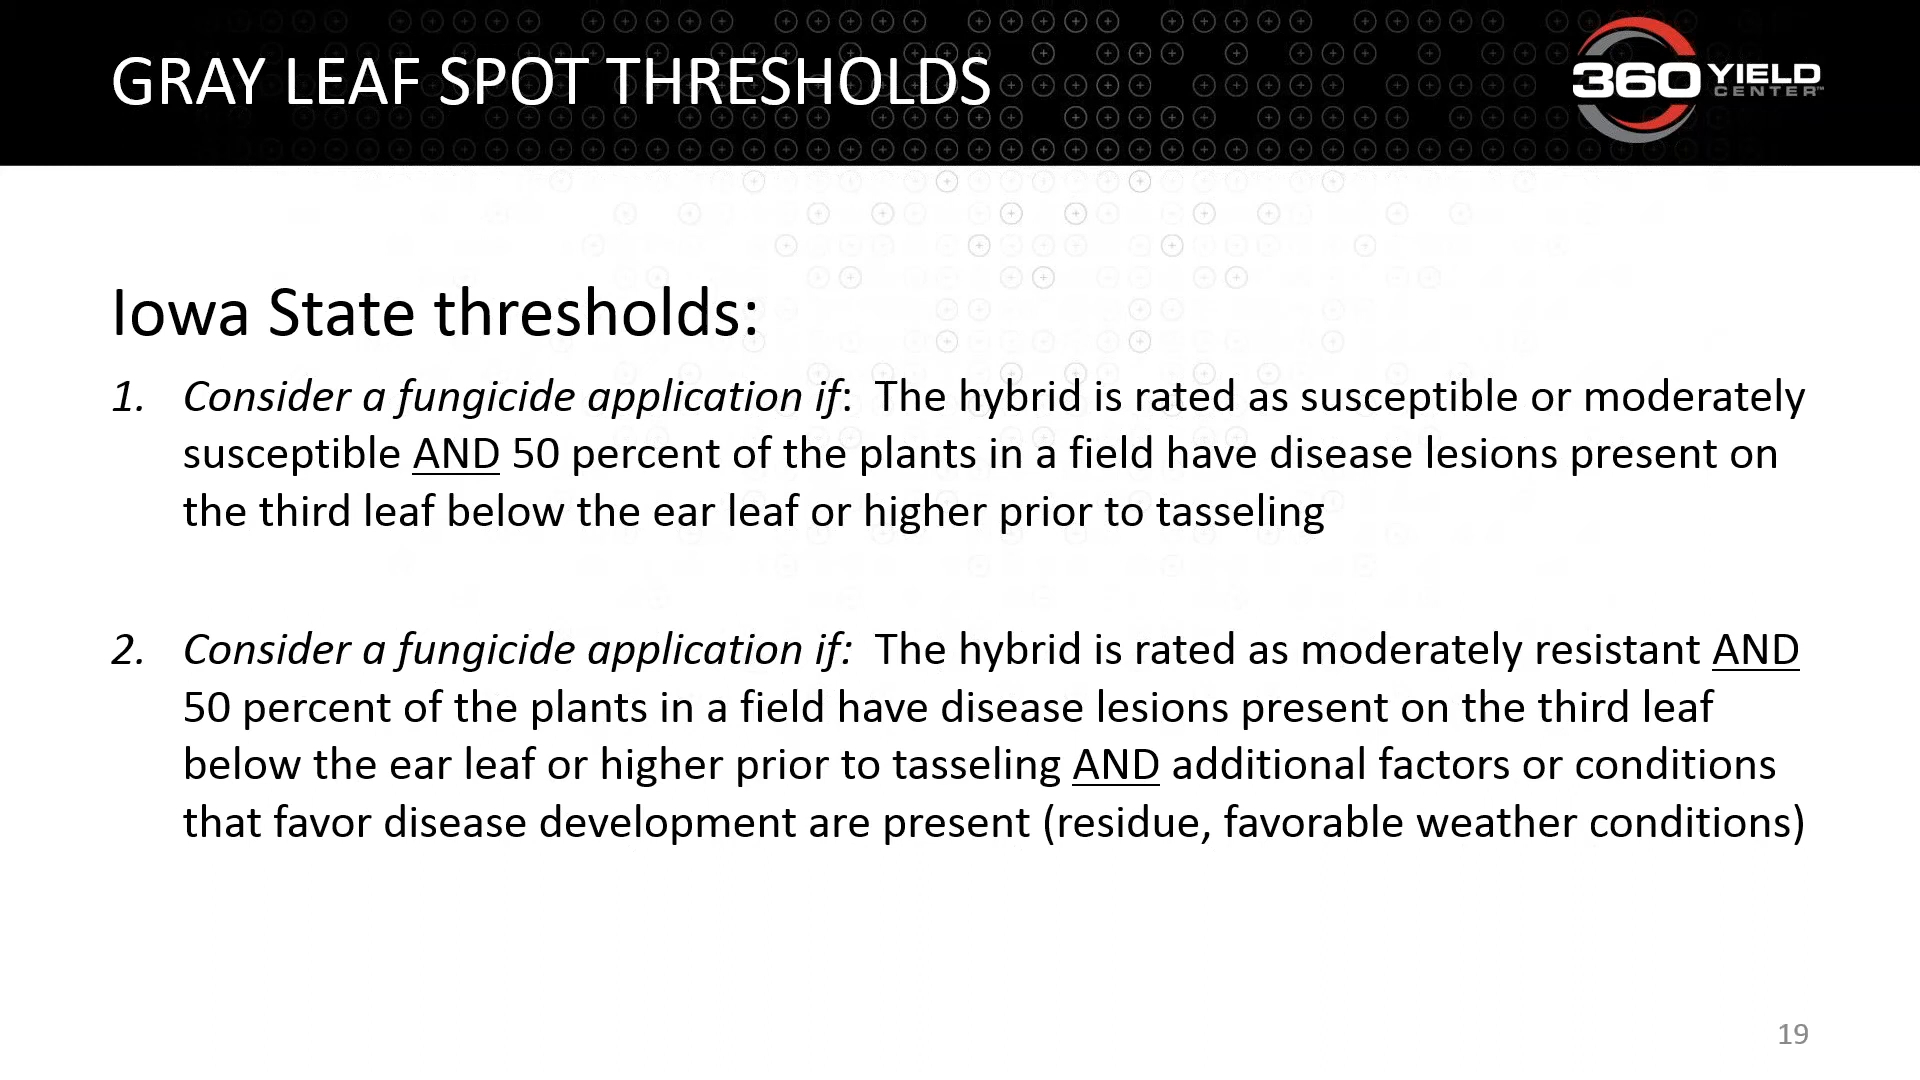 GRAY LEAF SPOT THRESHOLDS
360 YIELD CENTER™
Iowa State thresholds:
1. Consider a fungicide application if: The hybrid is rated as susceptible or moderately
susceptible AND 50 percent of the plants in a field have disease lesions present on
the third leaf below the ear leaf or higher prior to tasseling
2. Consider a fungicide application if: The hybrid is rated as moderately resistant AND
50 percent of the plants in a field have disease lesions present on the third leaf
below the ear leaf or higher prior to tasseling AND additional factors or conditions
that favor disease development are present (residue, favorable weather conditions)
19